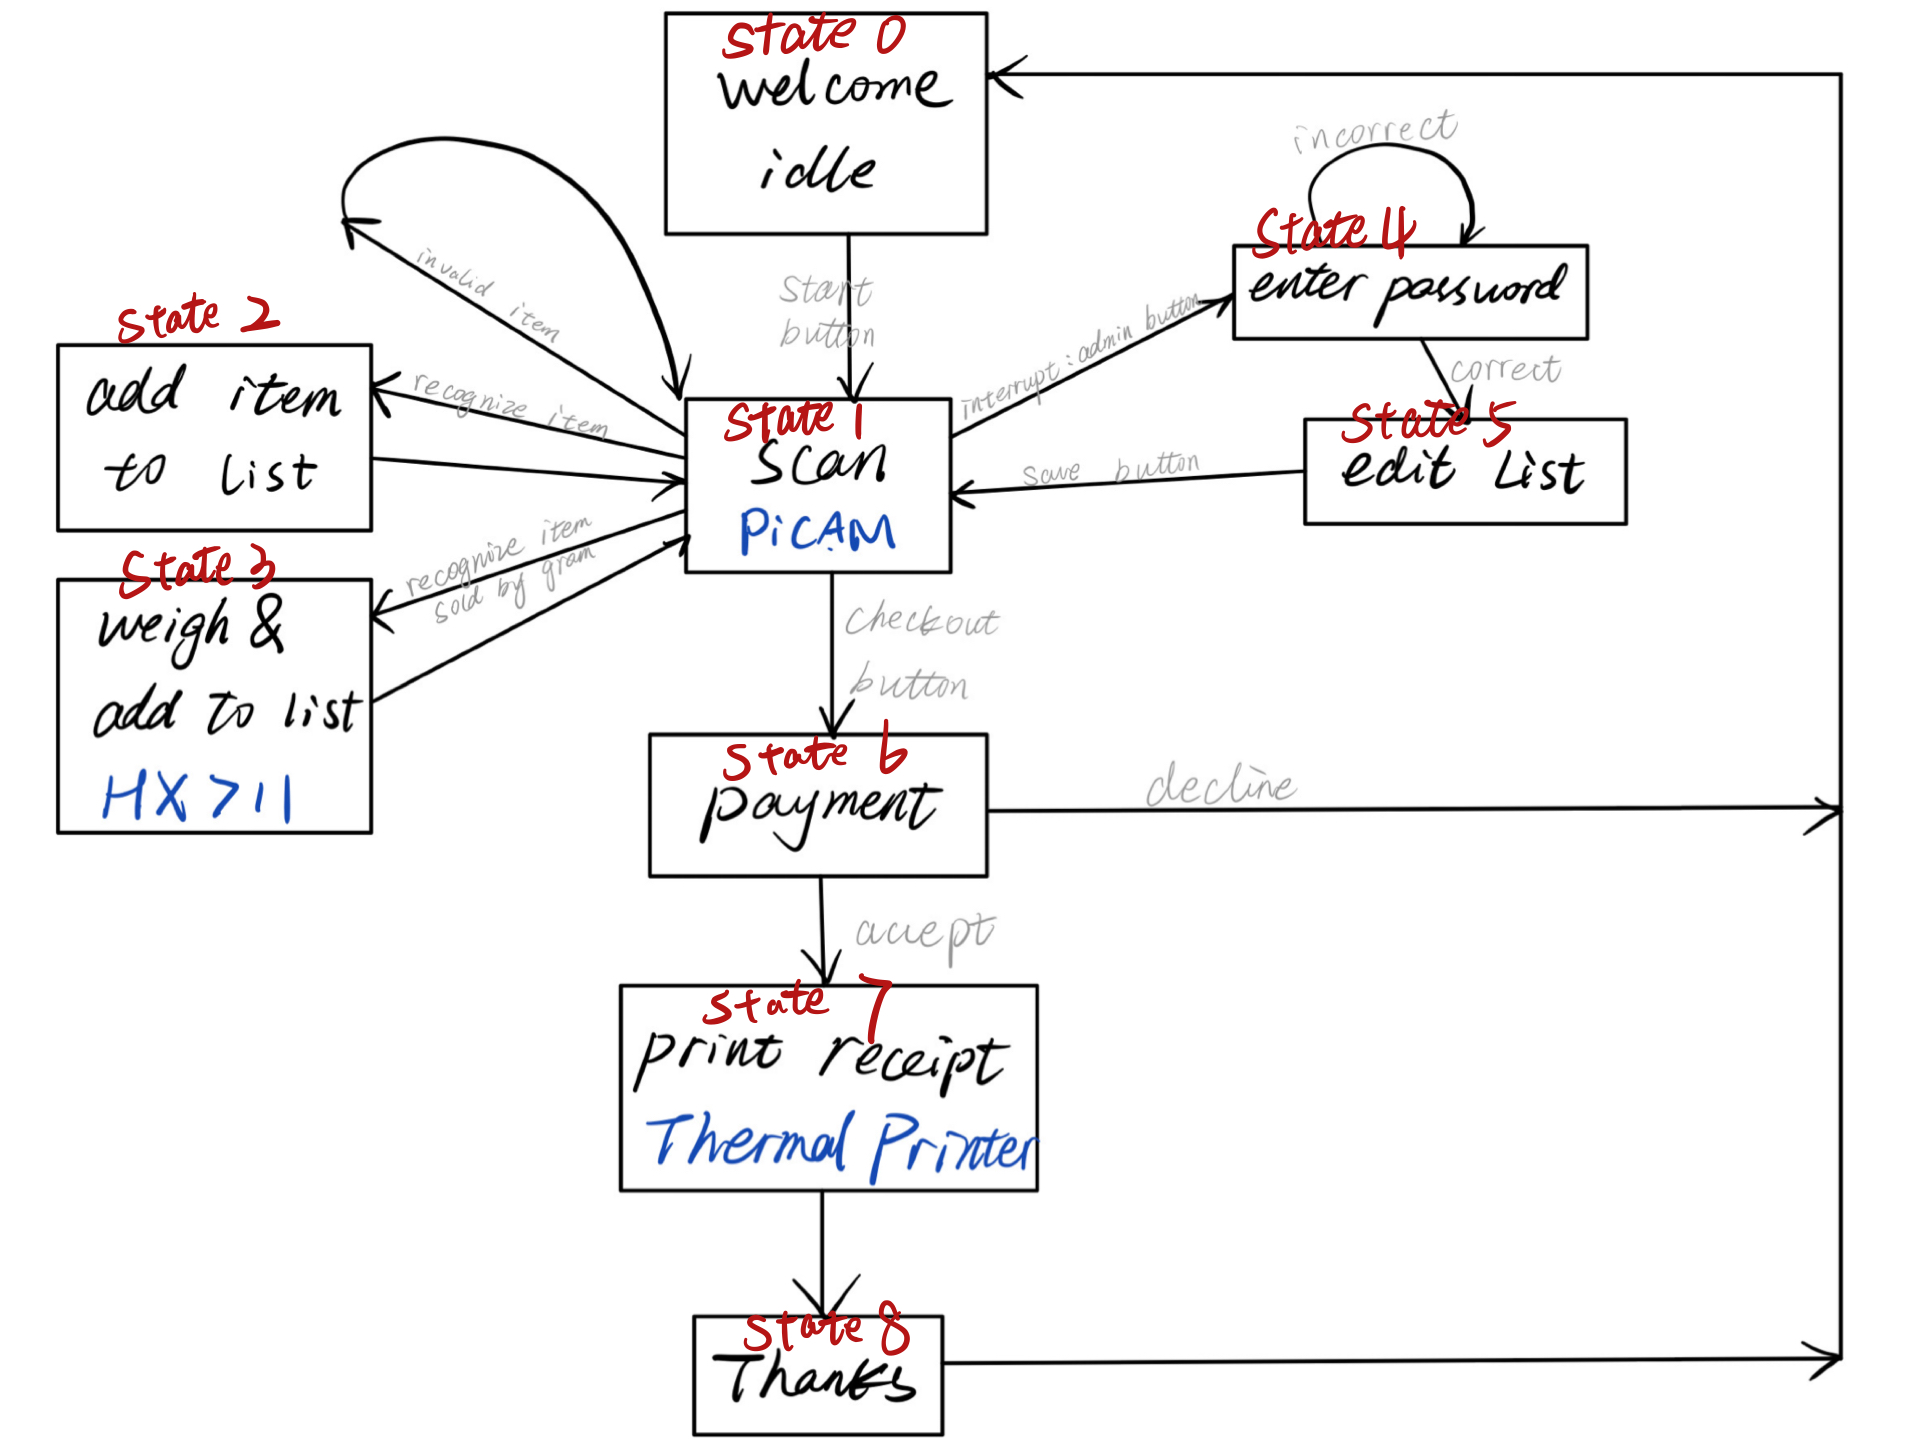 State 0
welcome
idle
incorrect
State 4
enter password
invalid item
start
button
interrupt : admin button
correct
State 2
add item
to list
recognize item
State 1
scan
PiCAM
save button
State 5
edit list
recognize item
sold by gram
State 3
weigh &
add to list
HX711
checkout
button
State 6
payment
decline
accept
State 7
print receipt
Thermal Printer
State 8
Thanks